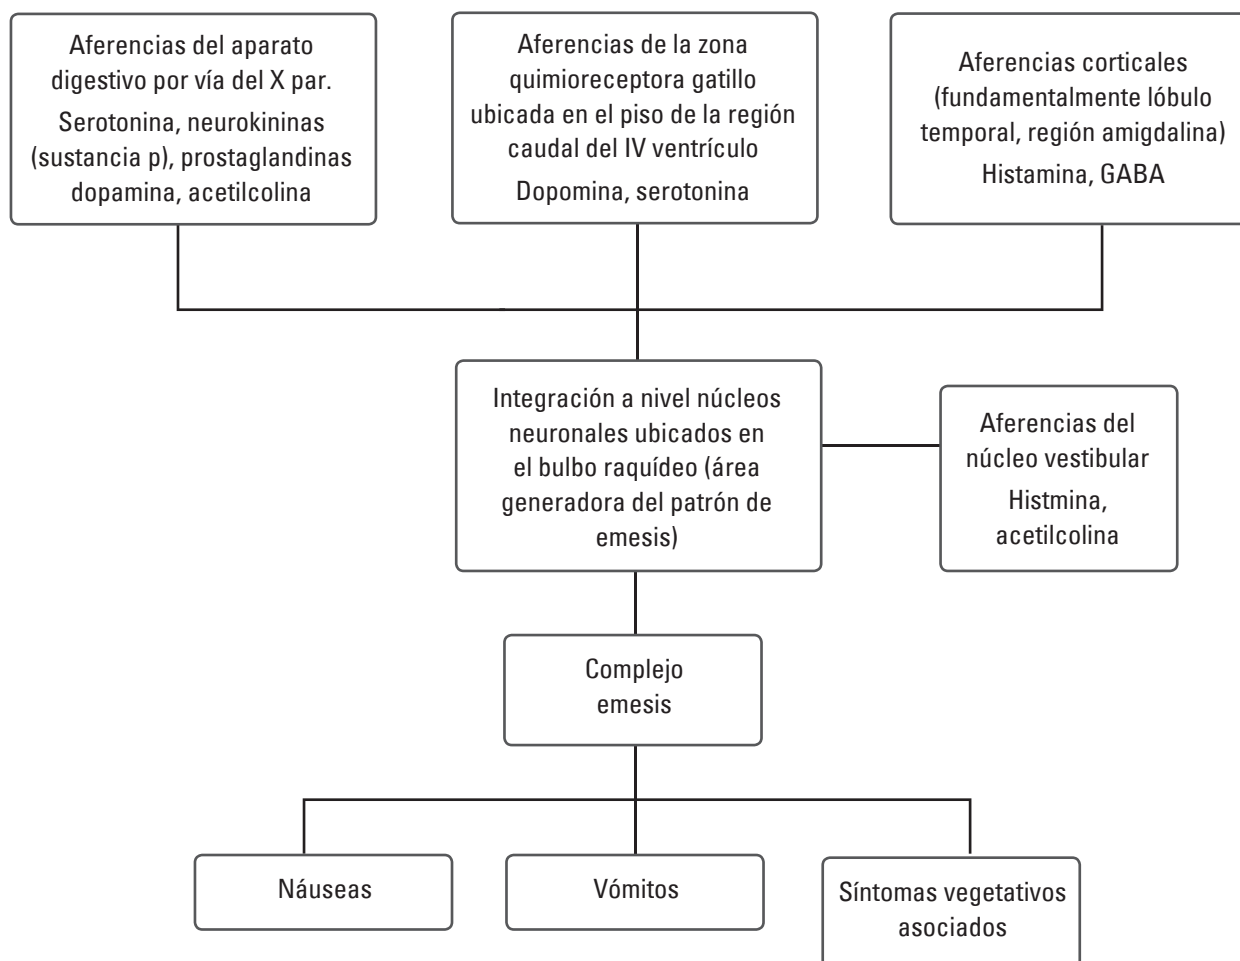 Aferencias del aparato
digestivo por vía del X par.
Serotonina, neurokininas
(sustancia p), prostaglandinas
dopamina, acetilcolina
Aferencias de la zona
quimioreceptora gatillo
ubicada en el piso de la región
caudal del IV ventrículo
Dopomina, serotonina
Aferencias corticales
(fundamentalmente lóbulo
temporal, región amigdalina)
Histamina, GABA
Integración a nivel núcleos
neuronales ubicados en
el bulbo raquídeo (área
generadora del patrón de
emesis)
Aferencias del
núcleo vestibular
Histmina,
acetilcolina
Complejo
emesis
Náuseas
Vómitos
Síntomas vegetativos
asociados